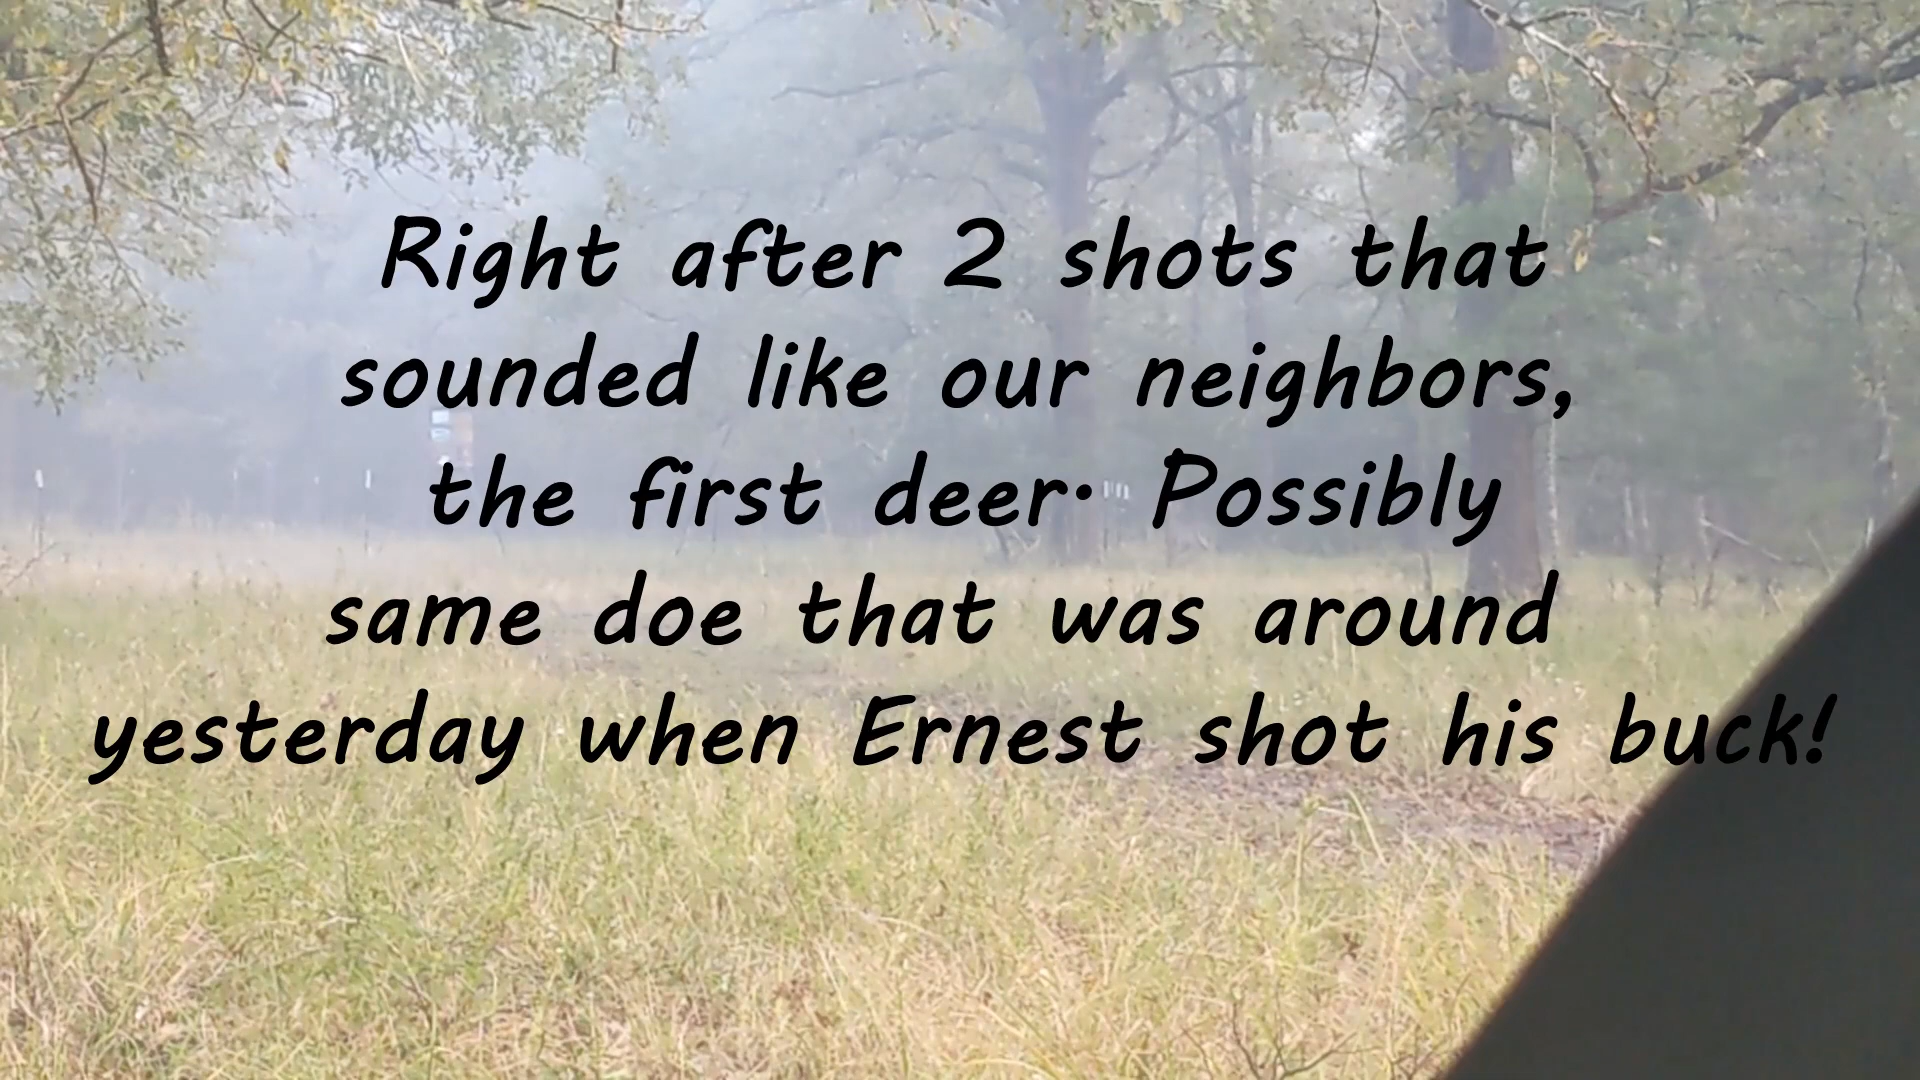 Right after 2 shots that
sounded like our neighbors,
the first deer. Possibly
same doe that was around
yesterday when Ernest shot his buck!